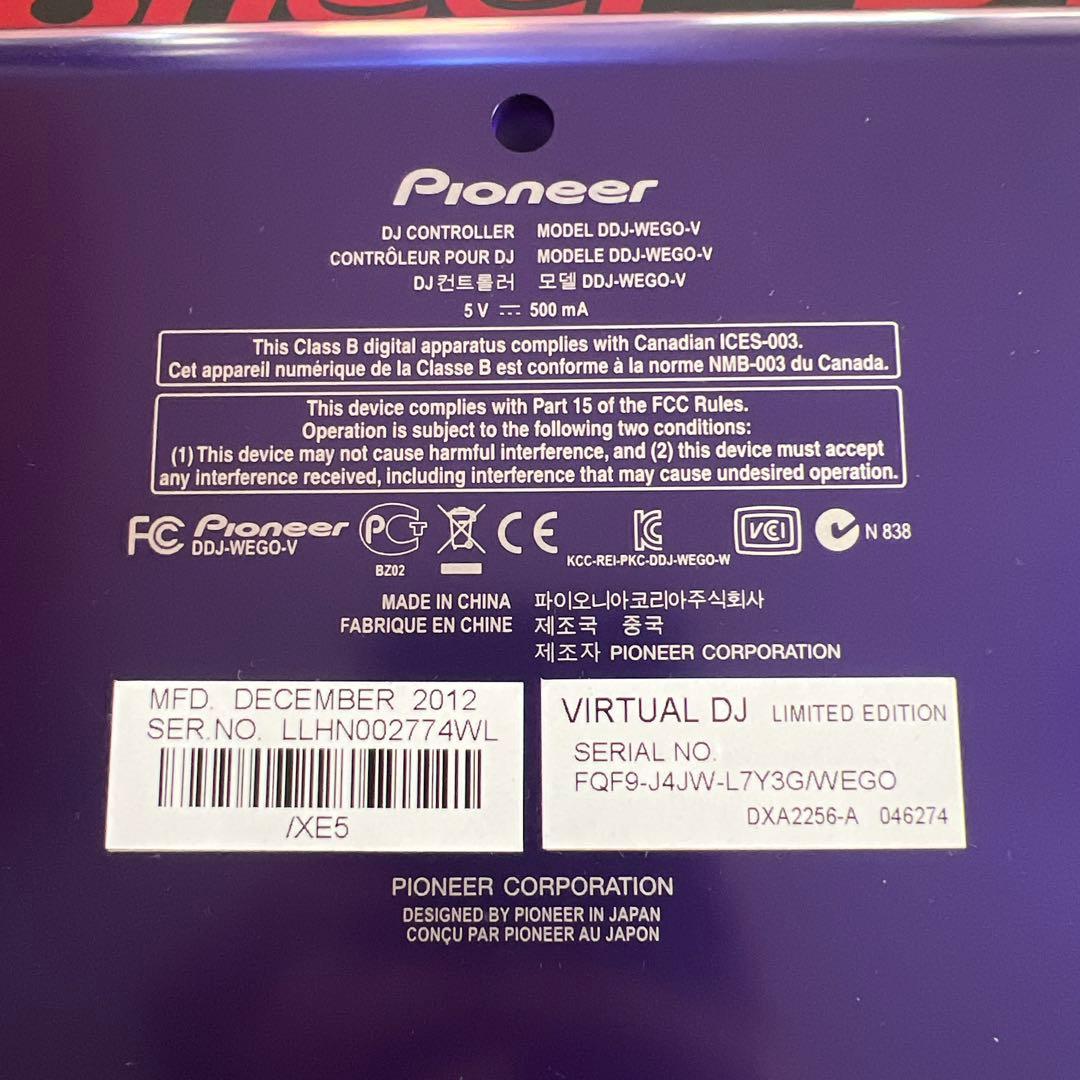 Pioneer
DJ CONTROLLER MODEL DDJ-WEGO-V
CONTRÔLEUR POUR DJ MODELE DDJ-WEGO-V
DJ 컨트롤러 모델 DDJ-WEGO-V
5 V 500 mA
This Class B digital apparatus complies with Canadian ICES-003.
Cet appareil numérique de la Classe B est conforme à la norme NMB-003 du Canada.
This device complies with Part 15 of the FCC Rules.
Operation is subject to the following two conditions:
(1) This device may not cause harmful interference, and (2) this device must accept
any interference received, including interference that may cause undesired operation.
FC Pioneer CE VCI N 838
DDJ-WEGO-V
BZ02
KCC-REI-PKC-DDJ-WEGO-W
MADE IN CHINA 파이오니아코리아주식회사
FABRIQUE EN CHINE 제조국 중국
제조자 PIONEER CORPORATION
MFD. DECEMBER 2012
SER.NO. LLHN002774WL
/XE5
VIRTUAL DJ LIMITED EDITION
SERIAL NO.
FQF9-J4JW-L7Y3G/WEGO
DXA2256-A 046274
PIONEER CORPORATION
DESIGNED BY PIONEER IN JAPAN
CONÇU PAR PIONEER AU JAPON